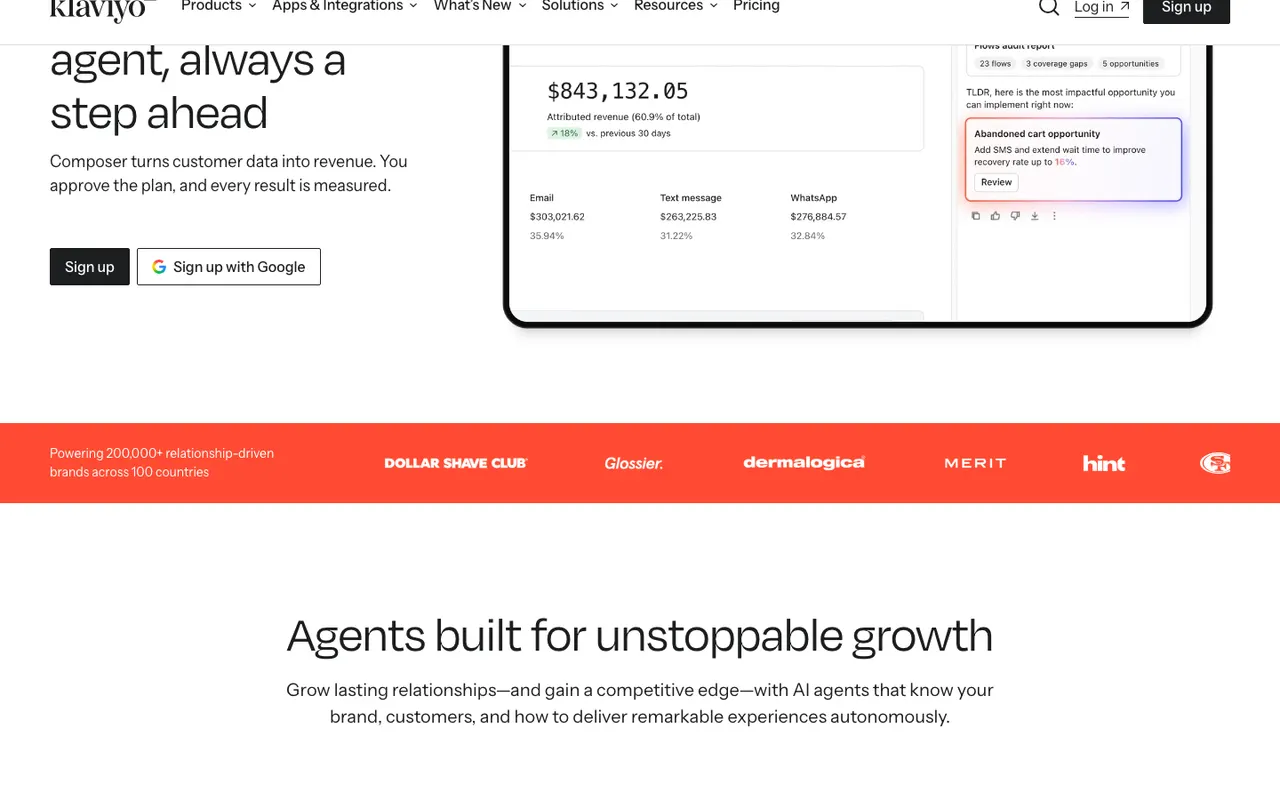 klaviyo
Products
Apps & Integrations
What's New
Solutions
Resources
Pricing
Log in
Sign up
agent, always a
step ahead
Composer turns customer data into revenue. You
approve the plan, and every result is measured.
Sign up
Sign up with Google
$843,132.05
Attributed revenue (60.9% of total)
18% vs. previous 30 days
Email
$303,021.62
35.94%
Text message
$263,225.83
31.22%
WhatsApp
$276,884.57
32.84%
Flows audit report
23 flows
3 coverage gaps
5 opportunities
TLDR, here is the most impactful opportunity you
can implement right now:
Abandoned cart opportunity
Add SMS and extend wait time to improve
recovery rate up to 16%.
Review
Powering 200,000+ relationship-driven
brands across 100 countries
DOLLAR SHAVE CLUB
Glossier.
dermalogica
MERIT
hint
SF
Agents built for unstoppable growth
Grow lasting relationships—and gain a competitive edge—with AI agents that know your
brand, customers, and how to deliver remarkable experiences autonomously.